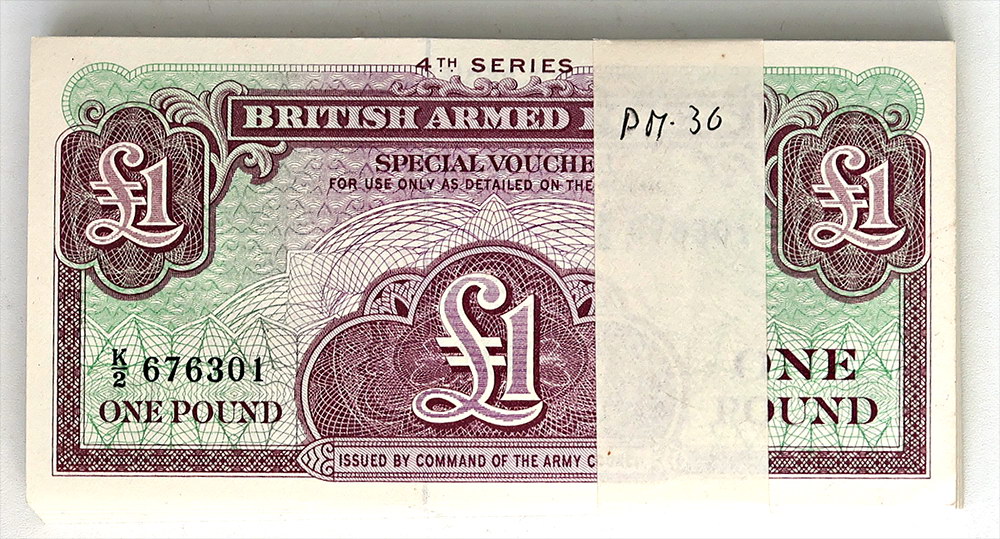 4TH SERIES
BRITISH ARMED
SPECIAL VOUCHE
FOR USE ONLY AS DETAILED ON THE
£1
£1
£1
PM. 36
K/2 676301
ONE POUND
ONE
POUND
ISSUED BY COMMAND OF THE ARMY COUNCIL